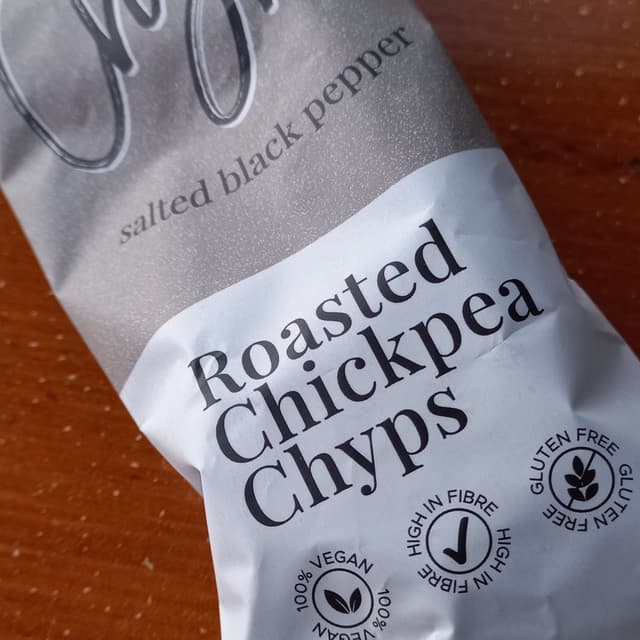 salted black pepper
Roasted
Chickpea
Chyps
GLUTEN FREE
GLUTEN FREE
HIGH IN FIBRE
HIGH IN FIBRE
100% VEGAN
100% VEGAN